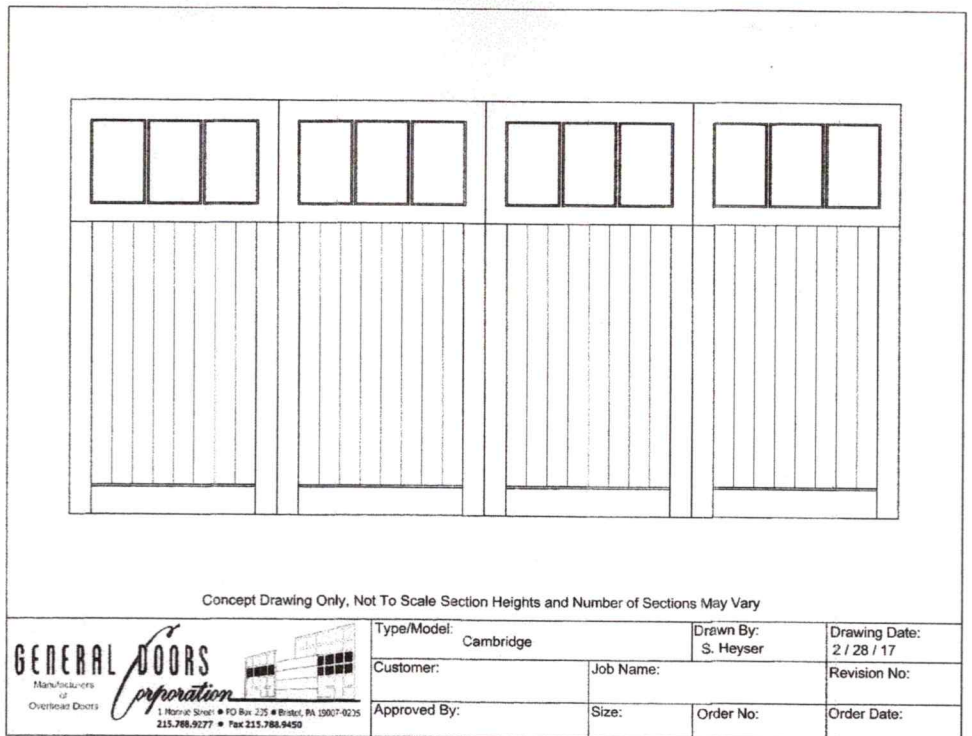 Concept Drawing Only, Not To Scale Section Heights and Number of Sections May Vary
GENERAL DOORS
Corporation
Manufacturers
of
Overhead Doors
1 Monroe Street ● PO Box 205 ● Bristol, PA 19007-0205
215.788.9277 ● Fax 215.788.9450
Type/Model:
Cambridge
Drawn By:
S. Heyser
Drawing Date:
2 / 28 / 17
Customer:
Job Name:
Revision No:
Approved By:
Size:
Order No:
Order Date: